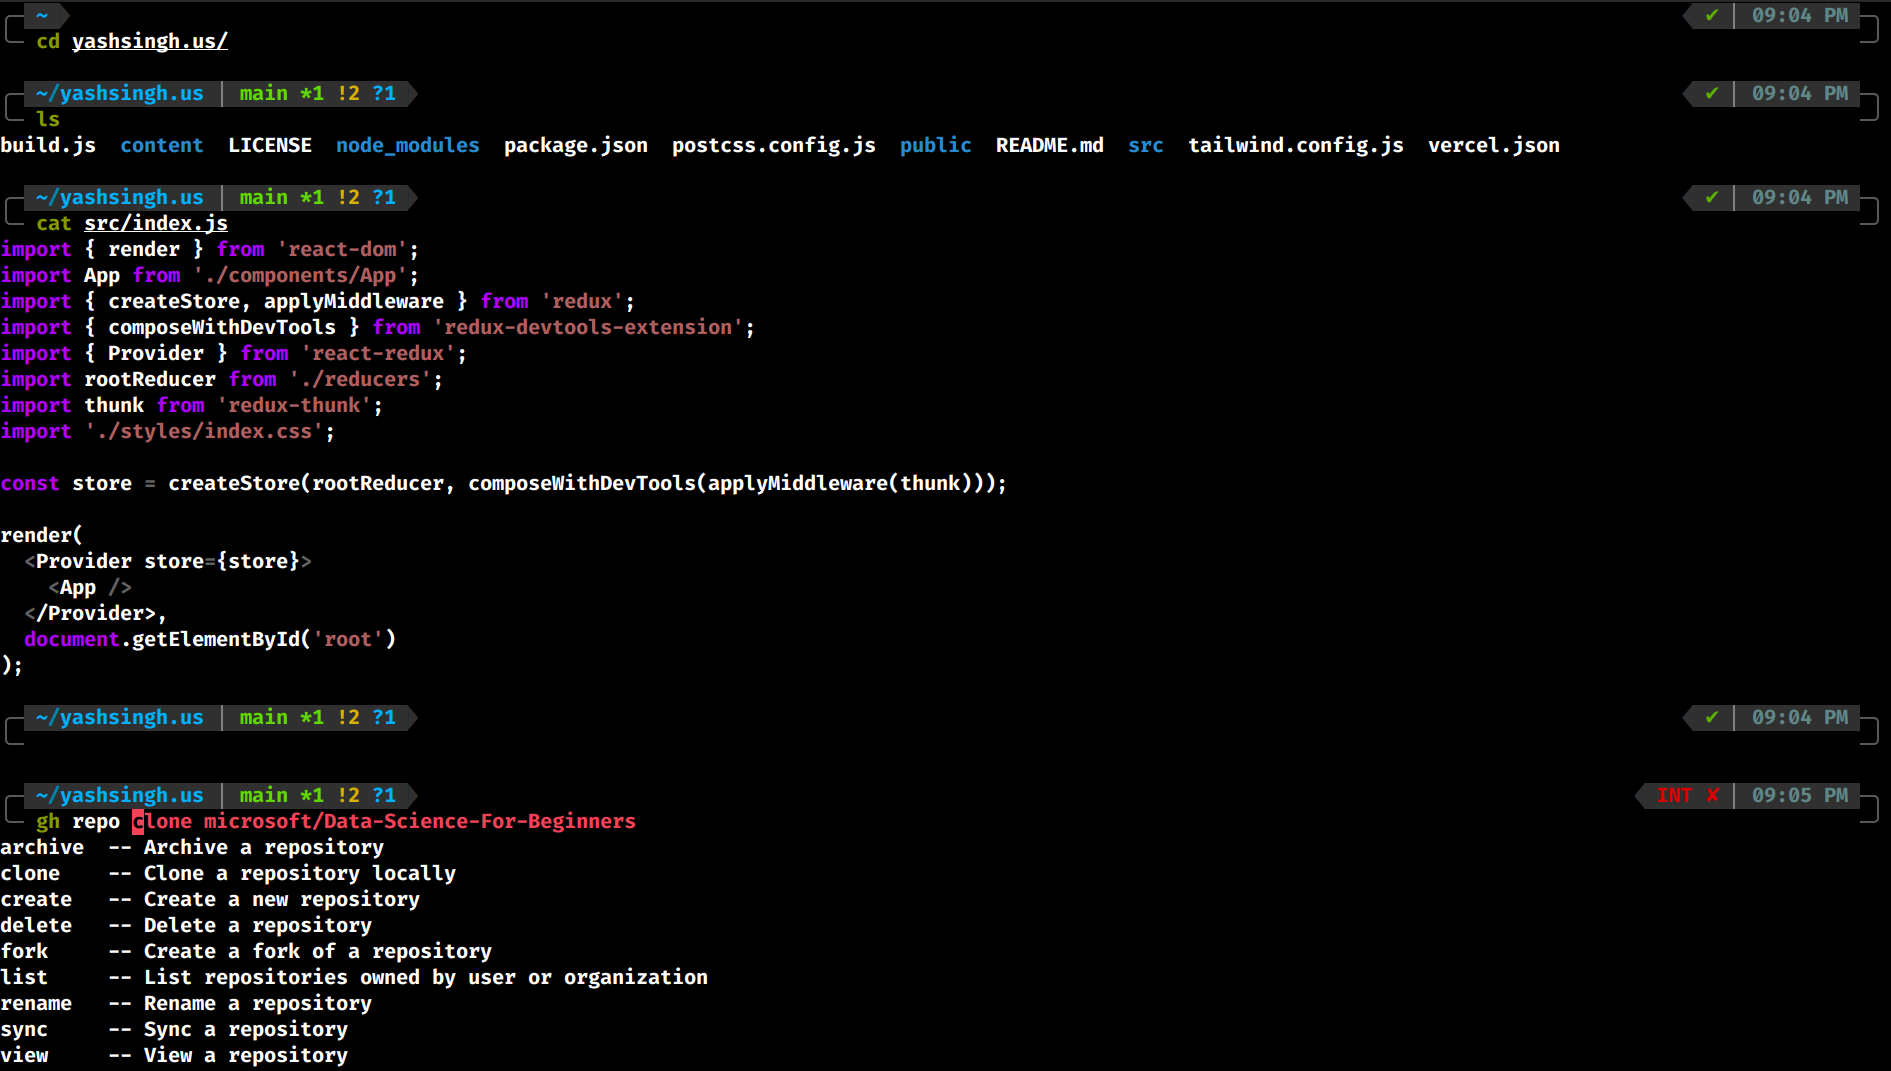 ~ ✔ 09:04 PM
cd yashsingh.us/
~/yashsingh.us main *1 !2 ?1 ✔ 09:04 PM
ls
build.js content LICENSE node_modules package.json postcss.config.js public README.md src tailwind.config.js vercel.json
~/yashsingh.us main *1 !2 ?1 ✔ 09:04 PM
cat src/index.js
import { render } from 'react-dom';
import App from './components/App';
import { createStore, applyMiddleware } from 'redux';
import { composeWithDevTools } from 'redux-devtools-extension';
import { Provider } from 'react-redux';
import rootReducer from './reducers';
import thunk from 'redux-thunk';
import './styles/index.css';
const store = createStore(rootReducer, composeWithDevTools(applyMiddleware(thunk)));
render(
  <Provider store={store}>
    <App />
  </Provider>,
  document.getElementById('root')
);
~/yashsingh.us main *1 !2 ?1 ✔ 09:04 PM
~/yashsingh.us main *1 !2 ?1 INT ✘ 09:05 PM
gh repo clone microsoft/Data-Science-For-Beginners
archive -- Archive a repository
clone -- Clone a repository locally
create -- Create a new repository
delete -- Delete a repository
fork -- Create a fork of a repository
list -- List repositories owned by user or organization
rename -- Rename a repository
sync -- Sync a repository
view -- View a repository